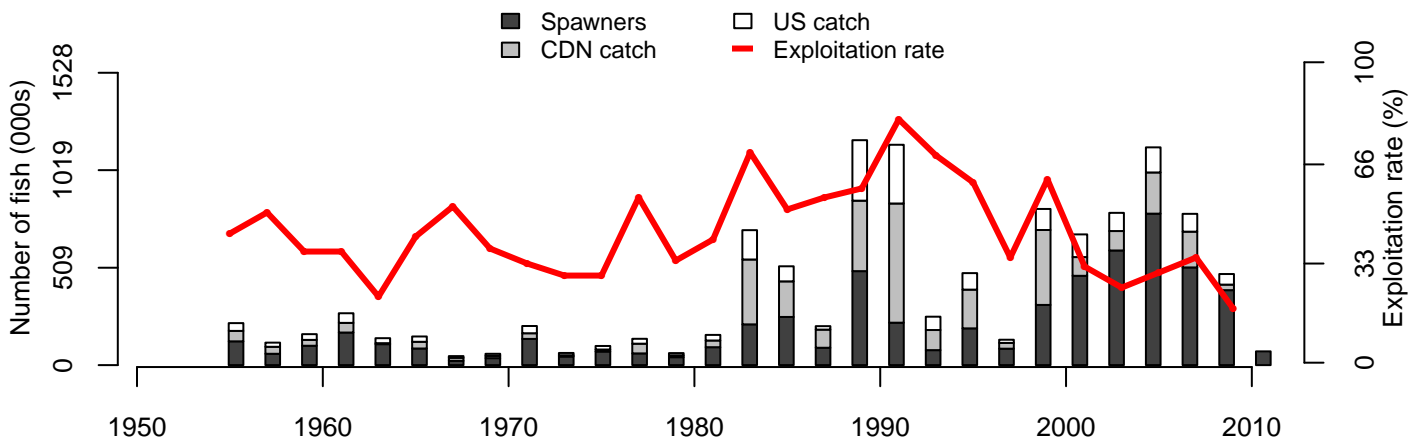 Spawners
CDN catch
US catch
Exploitation rate
Number of fish (000s)
1528
1019
509
0
100
66
33
0
Exploitation rate (%)
1950 1960 1970 1980 1990 2000 2010